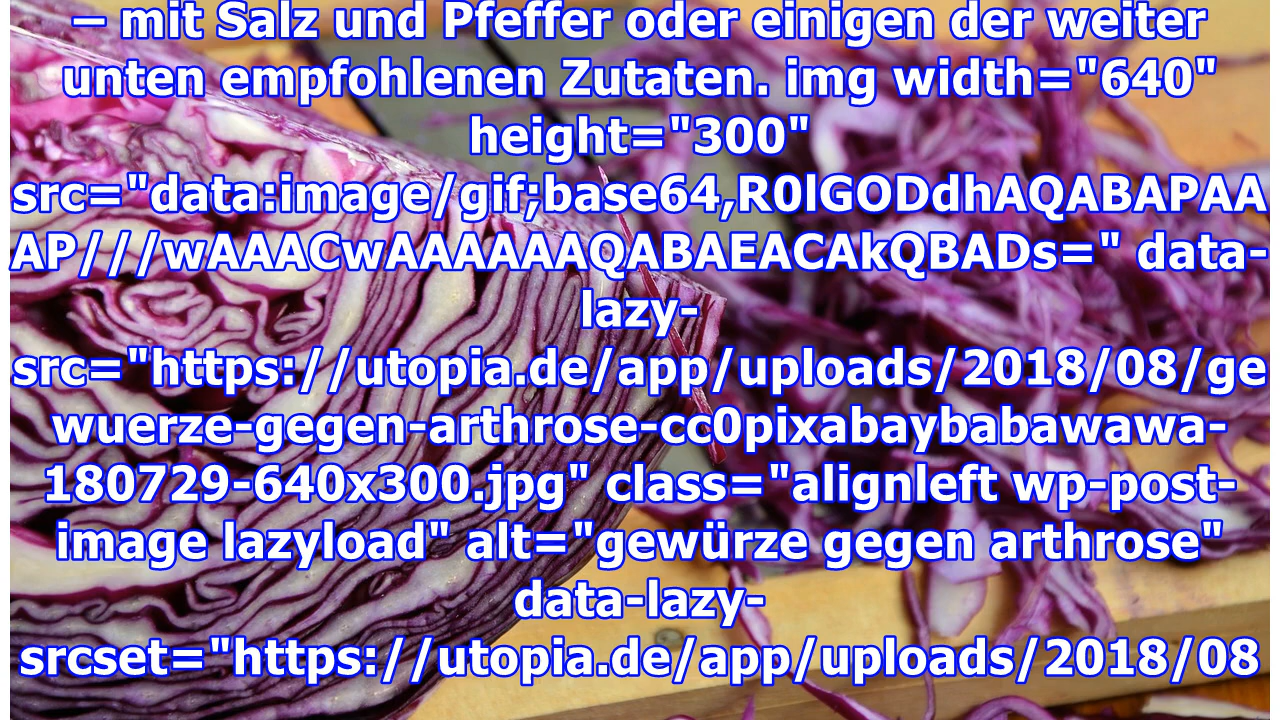 – mit Salz und Pfeffer oder einigen der weiter
unten empfohlenen Zutaten. img width="640"
height="300"
src="data:image/gif;base64,R0lGODdhAQABAPAA
AP///wAAACwAAAAAAQABAEACAkQBADs=" data-
lazy-
src="https://utopia.de/app/uploads/2018/08/ge
wuerze-gegen-arthrose-cc0pixabaybabawawa-
180729-640x300.jpg" class="alignleft wp-post-
image lazyload" alt="gewürze gegen arthrose"
data-lazy-
srcset="https://utopia.de/app/uploads/2018/08